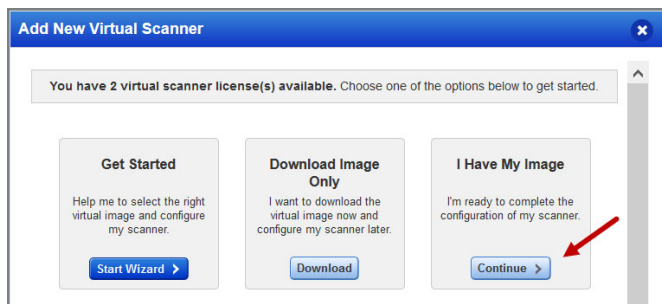 Add New Virtual Scanner
You have 2 virtual scanner license(s) available. Choose one of the options below to get started.
Get Started
Help me to select the right
virtual image and configure
my scanner.
Start Wizard
Download Image
Only
I want to download the
virtual image now and
configure my scanner later.
Download
I Have My Image
I'm ready to complete the
configuration of my scanner.
Continue